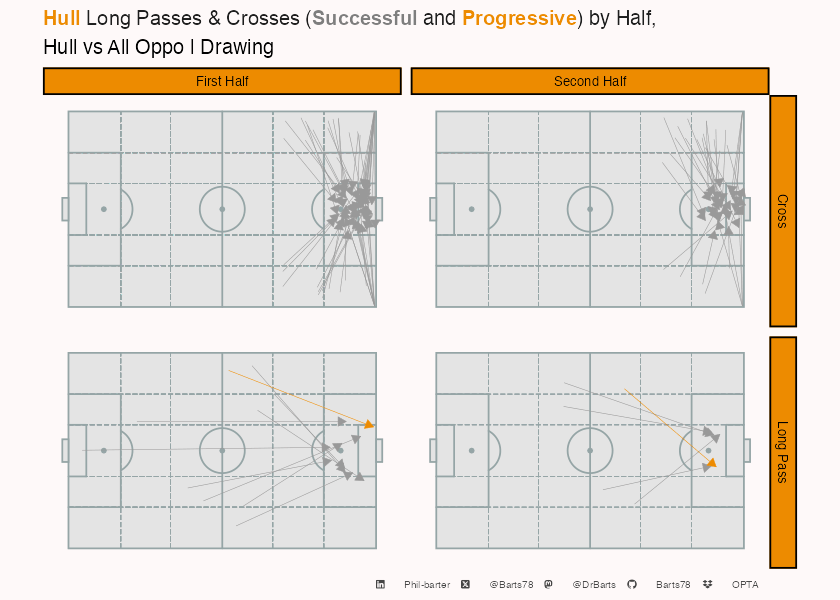 Hull Long Passes & Crosses (Successful and Progressive) by Half,
Hull vs All Oppo | Drawing
First Half
Second Half
Cross
Long Pass
Phil-barter @Barts78 @DrBarts Barts78 OPTA